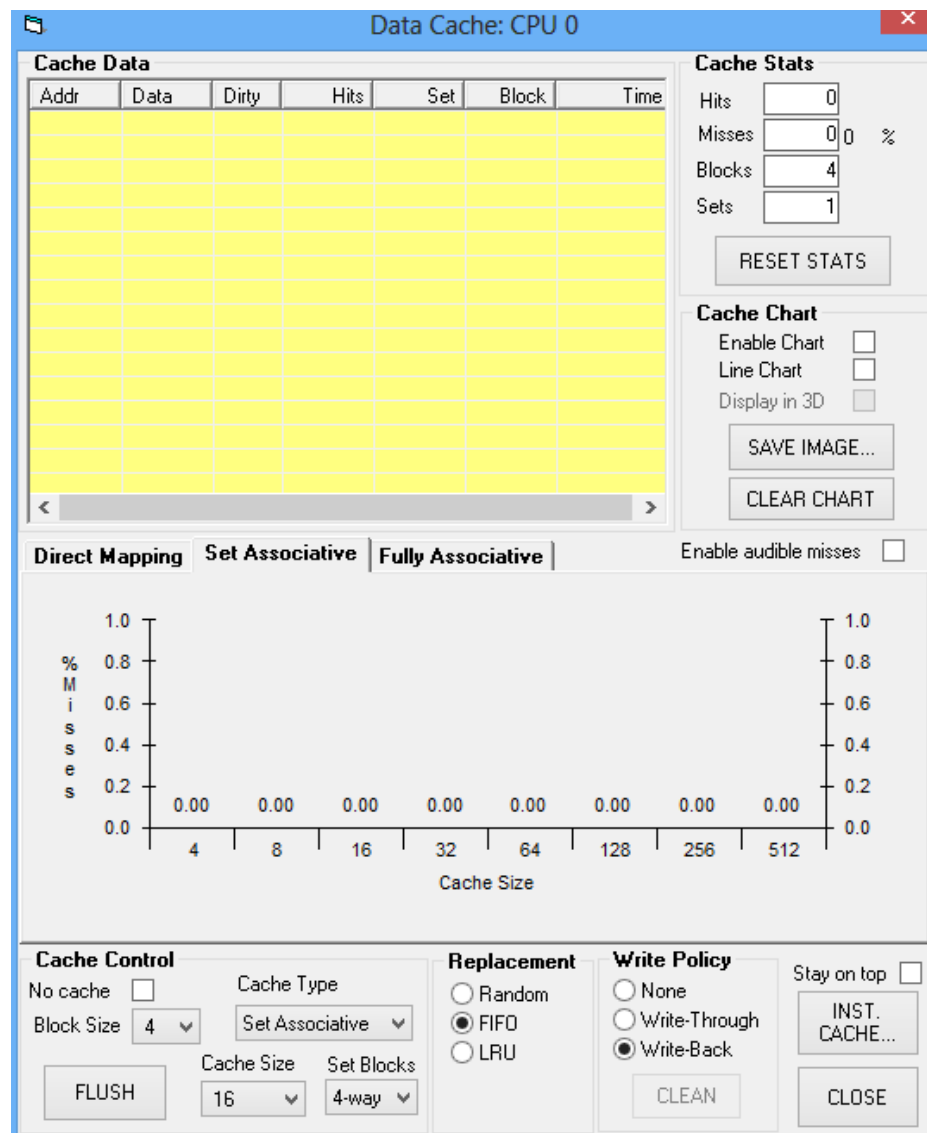 Data Cache: CPU 0
Cache Data
Addr Data Dirty Hits Set Block Time
Cache Stats
Hits 0
Misses 0 0 %
Blocks 4
Sets 1
RESET STATS
Cache Chart
Enable Chart
Line Chart
Display in 3D
SAVE IMAGE...
CLEAR CHART
Direct Mapping Set Associative Fully Associative
Enable audible misses
% Misses
1.0 1.0
0.8 0.8
0.6 0.6
0.4 0.4
0.2 0.2
0.00 0.00 0.00 0.00 0.00 0.00 0.00 0.00
0.0 0.0
4 8 16 32 64 128 256 512
Cache Size
Cache Control
No cache
Cache Type
Block Size 4
Set Associative
Cache Size Set Blocks
FLUSH
16 4-way
Replacement
Random
FIFO
LRU
Write Policy
None
Write-Through
Write-Back
CLEAN
Stay on top
INST.
CACHE...
CLOSE